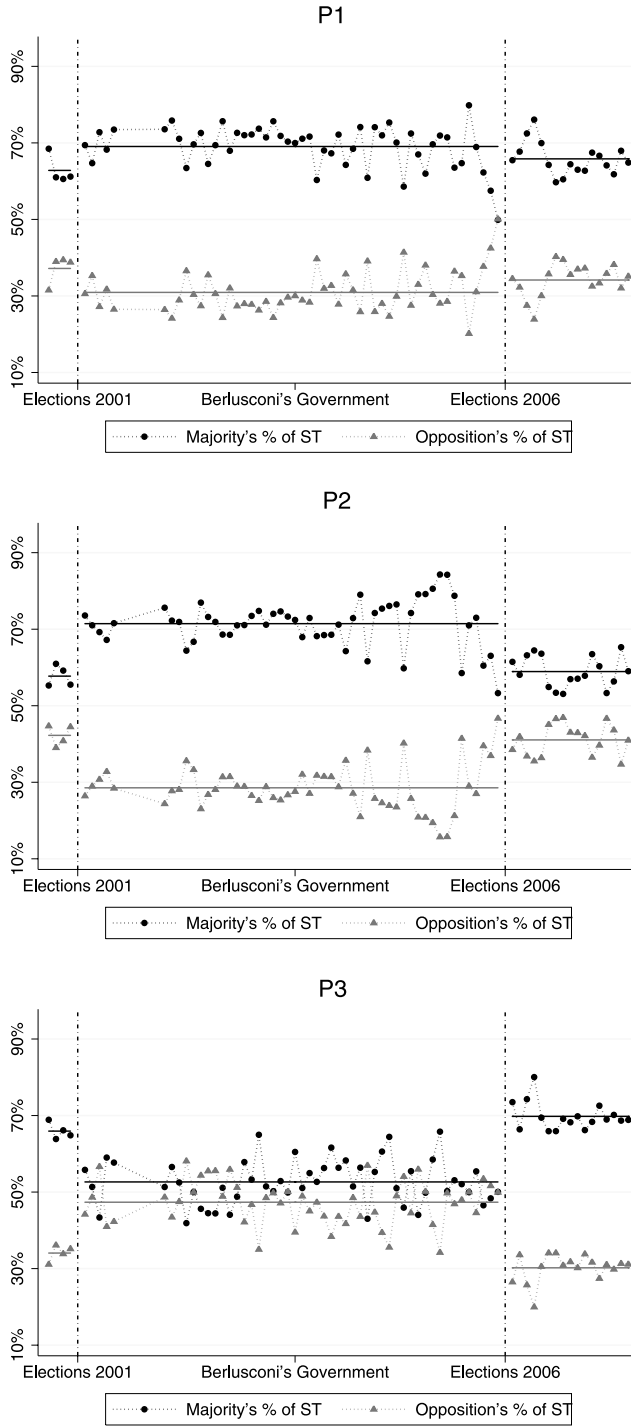 P1
90%
70%
50%
30%
10%
Elections 2001 Berlusconi's Government Elections 2006
Majority's % of ST Opposition's % of ST
P2
90%
70%
50%
30%
10%
Elections 2001 Berlusconi's Government Elections 2006
Majority's % of ST Opposition's % of ST
P3
90%
70%
50%
30%
10%
Elections 2001 Berlusconi's Government Elections 2006
Majority's % of ST Opposition's % of ST